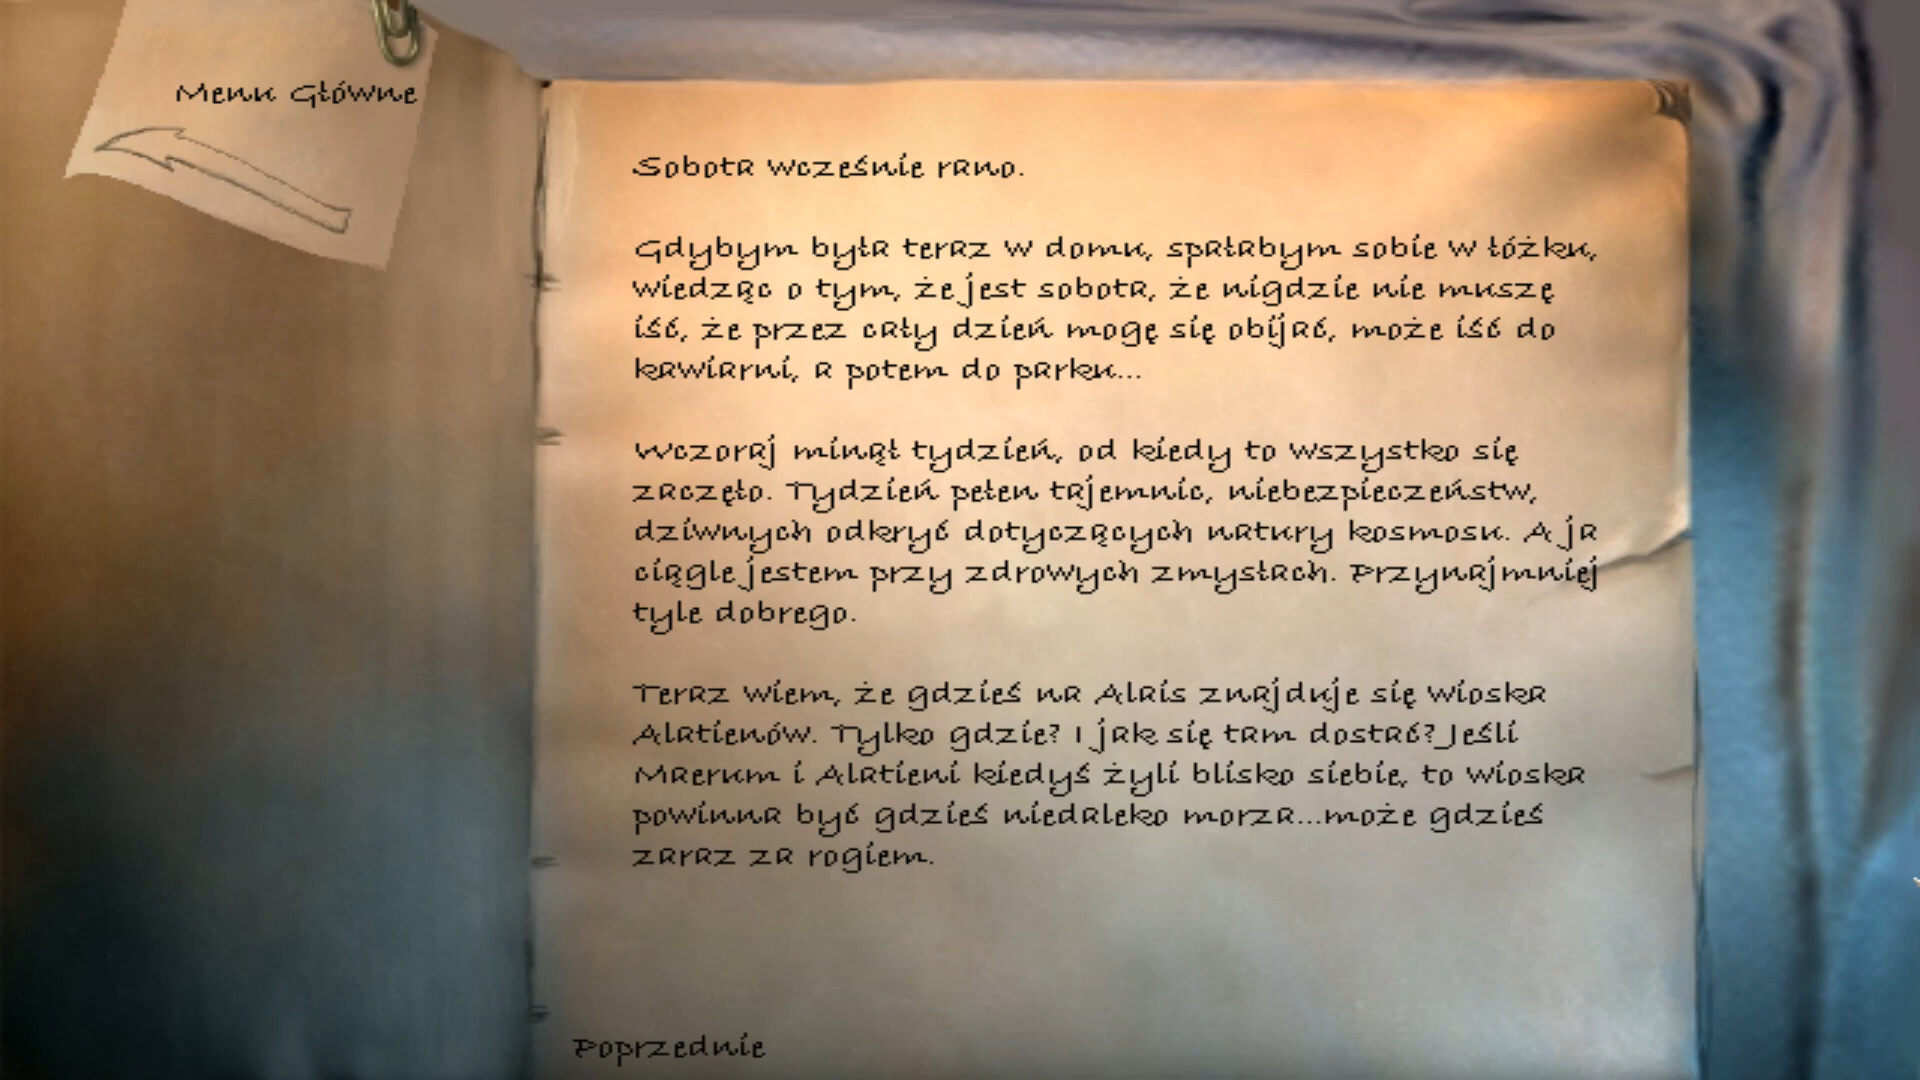 Menu Główne
Sobota wcześnie rano.
Gdybym była teraz w domu, spałabym sobie w łóżku,
wiedząc o tym, że jest sobota, że nigdzie nie muszę
iść, że przez cały dzień mogę się obijać, może iść do
kawiarni, a potem do parku...
Wczoraj minął tydzień, od kiedy to wszystko się
zaczęło. Tydzień pełen tajemnic, niebezpieczeństw,
dziwnych odkryć dotyczących natury kosmosu. A ja
ciągle jestem przy zdrowych zmysłach. Przynajmniej
tyle dobrego.
Teraz wiem, że gdzieś na Alais znajduje się wioska
Alatienów. Tylko gdzie? I jak się tam dostać? Jeśli
Maerum i Alatieni kiedyś żyli blisko siebie, to wioska
powinna być gdzieś niedaleko morza...może gdzieś
zaraz za rogiem.
Poprzednie